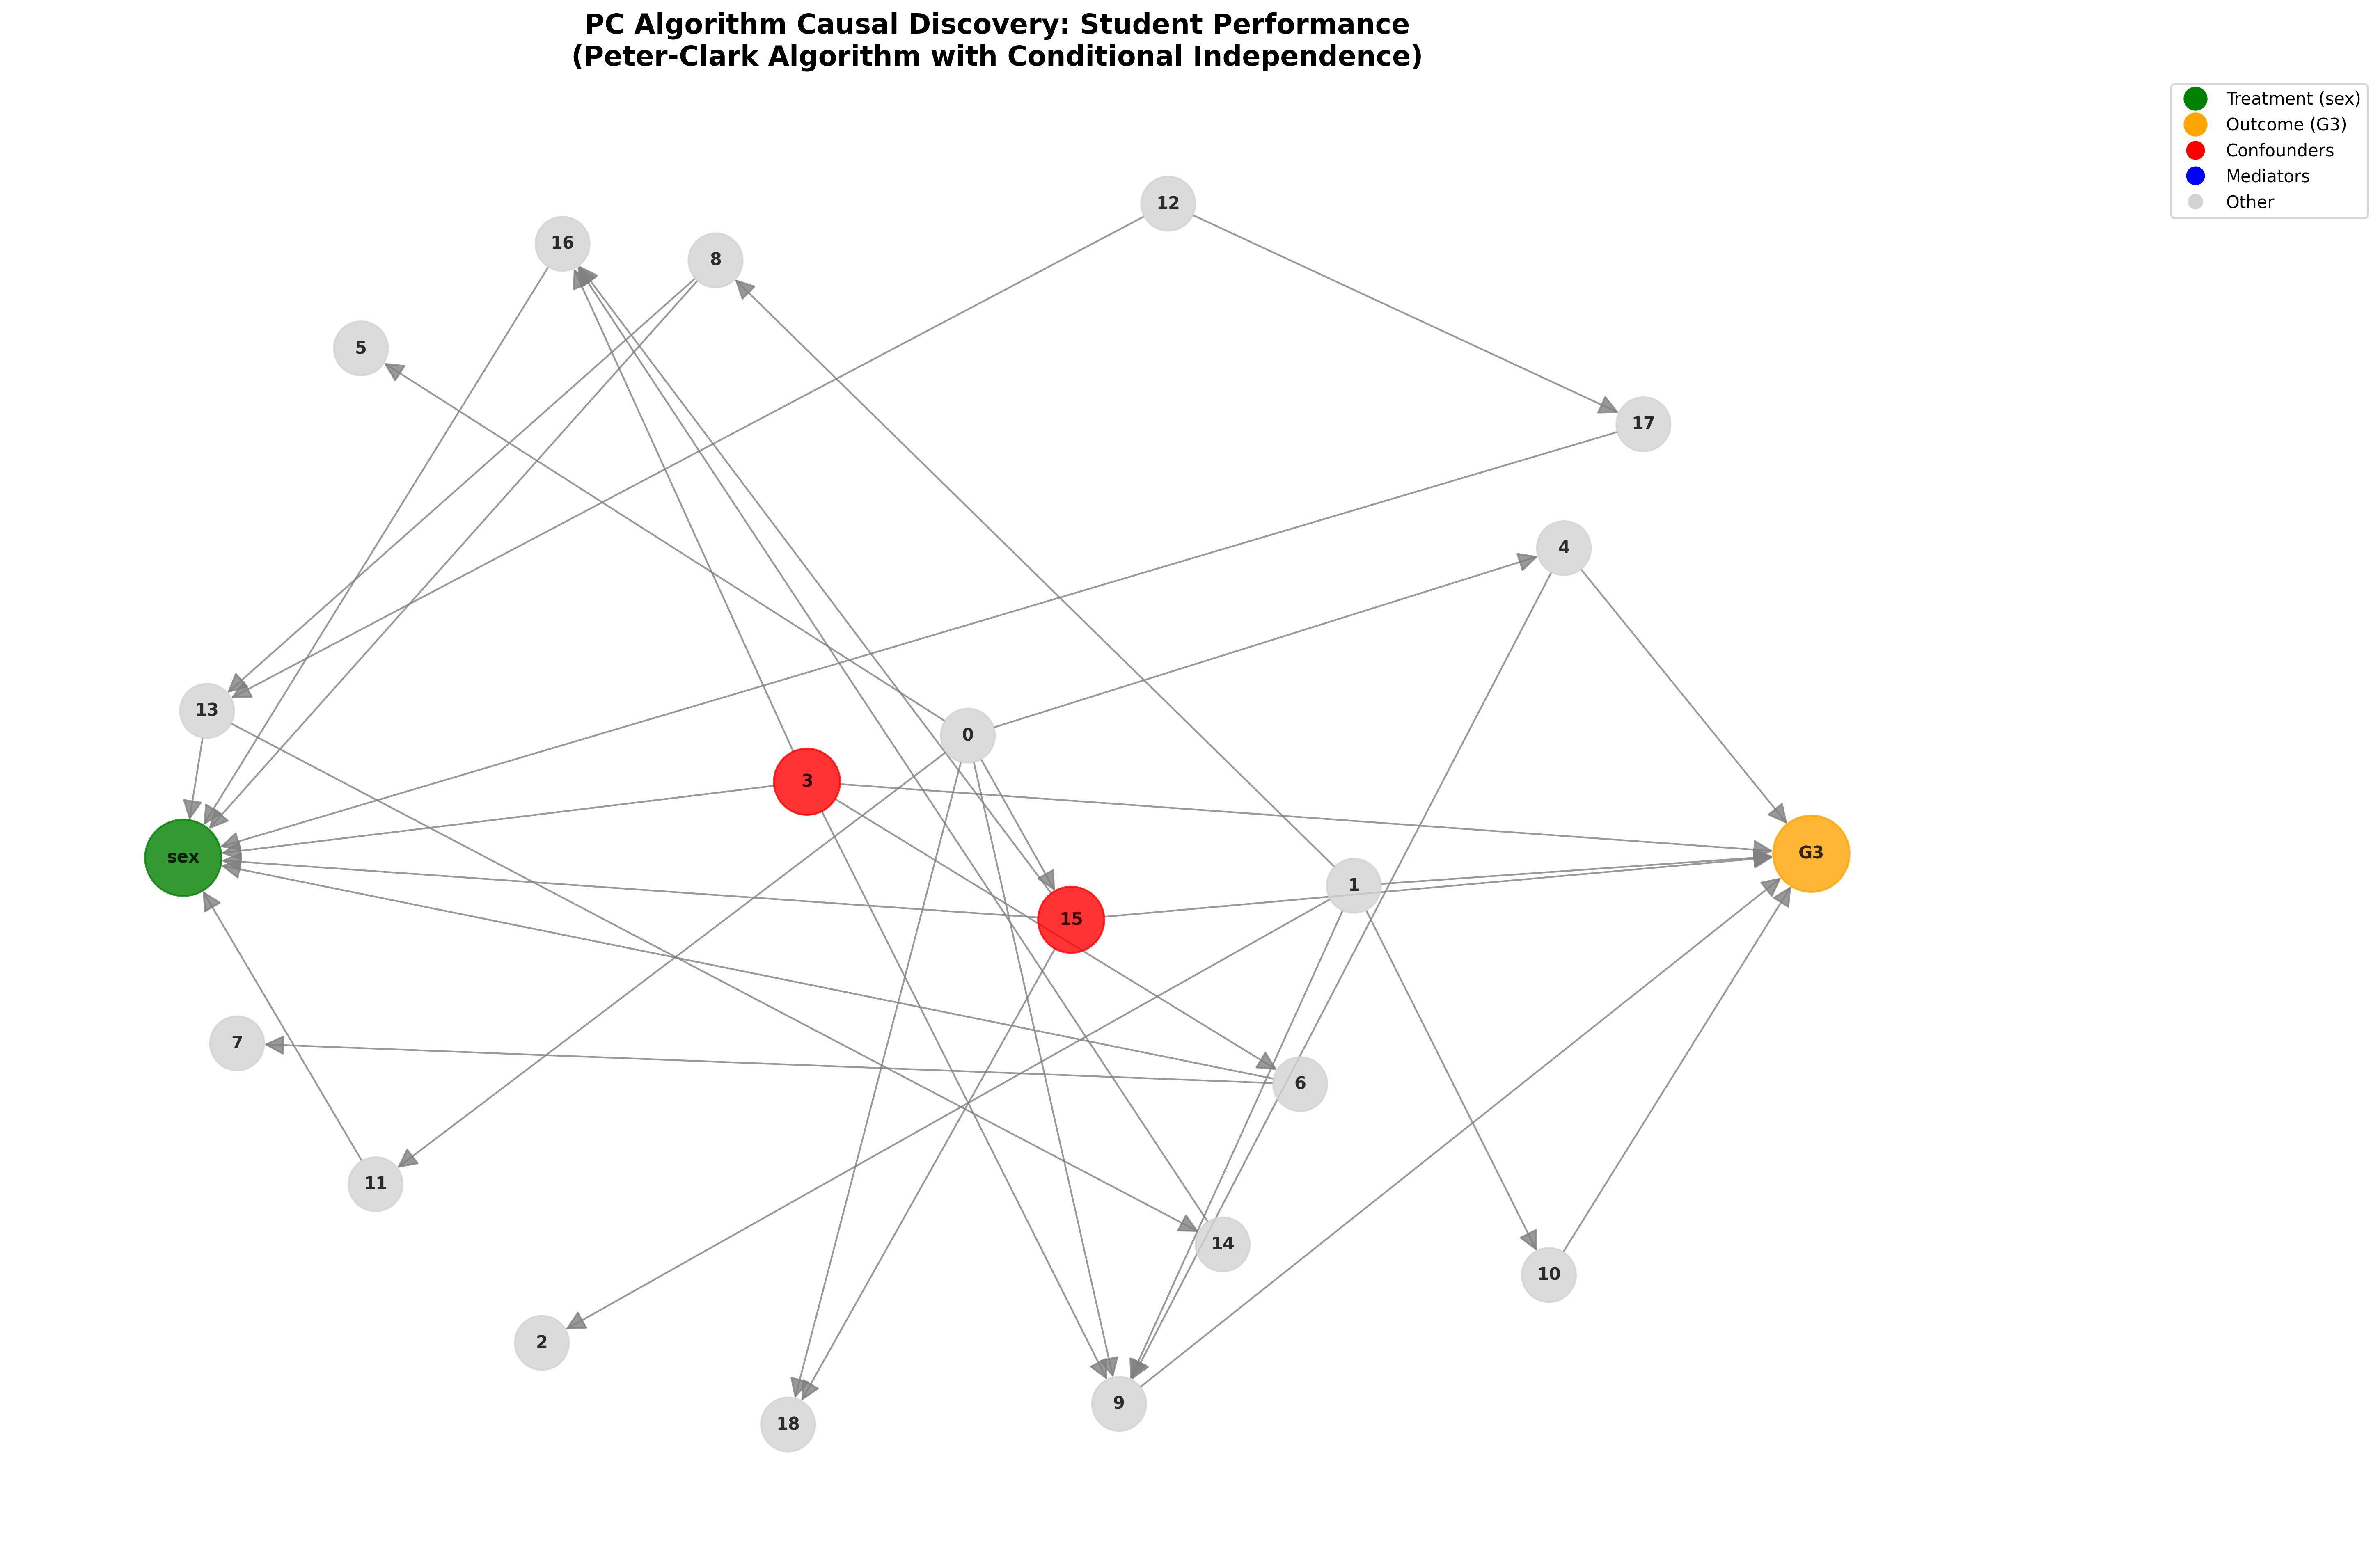 PC Algorithm Causal Discovery: Student Performance
(Peter-Clark Algorithm with Conditional Independence)
Treatment (sex)
Outcome (G3)
Confounders
Mediators
Other
12
16
8
5
17
4
13
0
3
sex
G3
1
15
7
6
11
14
10
2
9
18